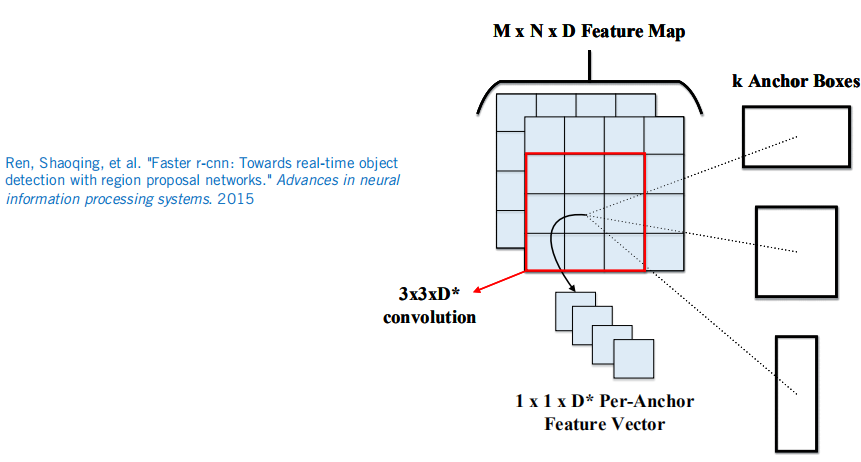 M x N x D Feature Map
k Anchor Boxes
Ren, Shaoqing, et al. "Faster r-cnn: Towards real-time object
detection with region proposal networks." Advances in neural
information processing systems. 2015
3x3xD*
convolution
1 x 1 x D* Per-Anchor
Feature Vector